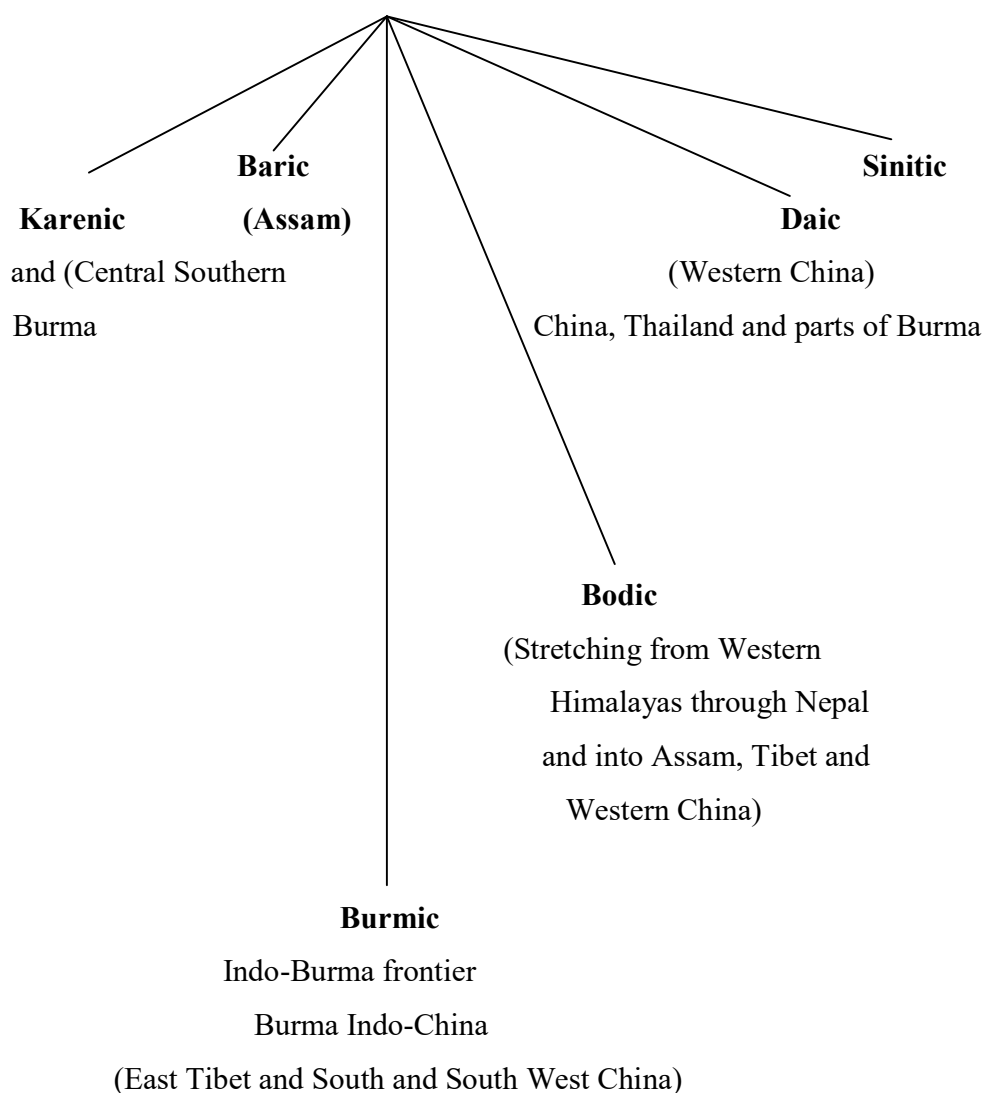 Baric
Sinitic
Karenic
(Assam)
Daic
and (Central Southern
(Western China)
Burma
China, Thailand and parts of Burma
Bodic
(Stretching from Western
Himalayas through Nepal
and into Assam, Tibet and
Western China)
Burmic
Indo-Burma frontier
Burma Indo-China
(East Tibet and South and South West China)